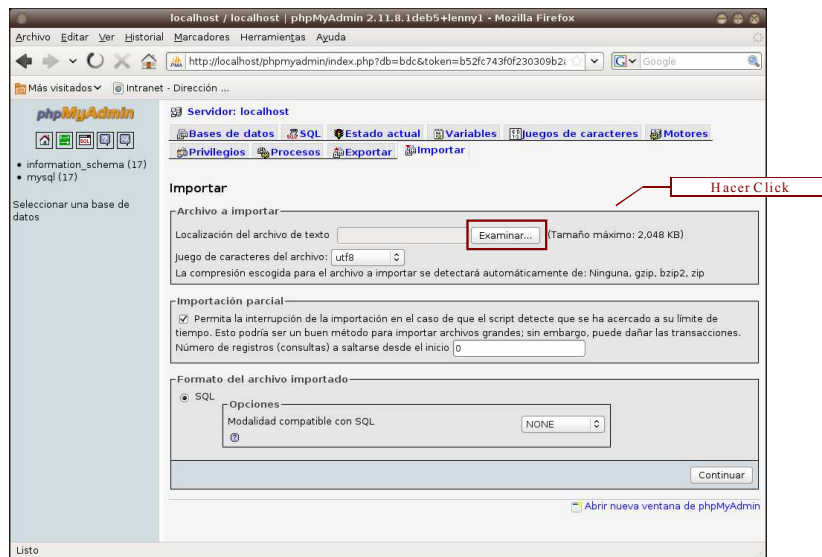 localhost / localhost | phpMyAdmin 2.11.8.1deb5+lenny1 - Mozilla Firefox
Archivo Editar Ver Historial Marcadores Herramientas Ayuda
http://localhost/phpmyadmin/index.php?db=bdc&token=b52fc743f0f230309b2
Google
Más visitados
Intranet - Dirección ...
phpMyAdmin
SQL
information_schema (17)
mysql (17)
Seleccionar una base de
datos
Servidor: localhost
Bases de datos SQL Estado actual Variables Juegos de caracteres Motores
Privilegios Procesos Exportar Importar
Importar
Hacer Click
Archivo a importar
Localización del archivo de texto Examinar... (Tamaño máximo: 2,048 KB)
Juego de caracteres del archivo: utf8
La compresión escogida para el archivo a importar se detectará automáticamente de: Ninguna, gzip, bzip2, zip
Importación parcial
Permita la interrupción de la importación en el caso de que el script detecte que se ha acercado a su límite de
tiempo. Esto podría ser un buen método para importar archivos grandes; sin embargo, puede dañar las transacciones.
Número de registros (consultas) a saltarse desde el inicio 0
Formato del archivo importado
SQL
Opciones
Modalidad compatible con SQL NONE
Continuar
Abrir nueva ventana de phpMyAdmin
Listo